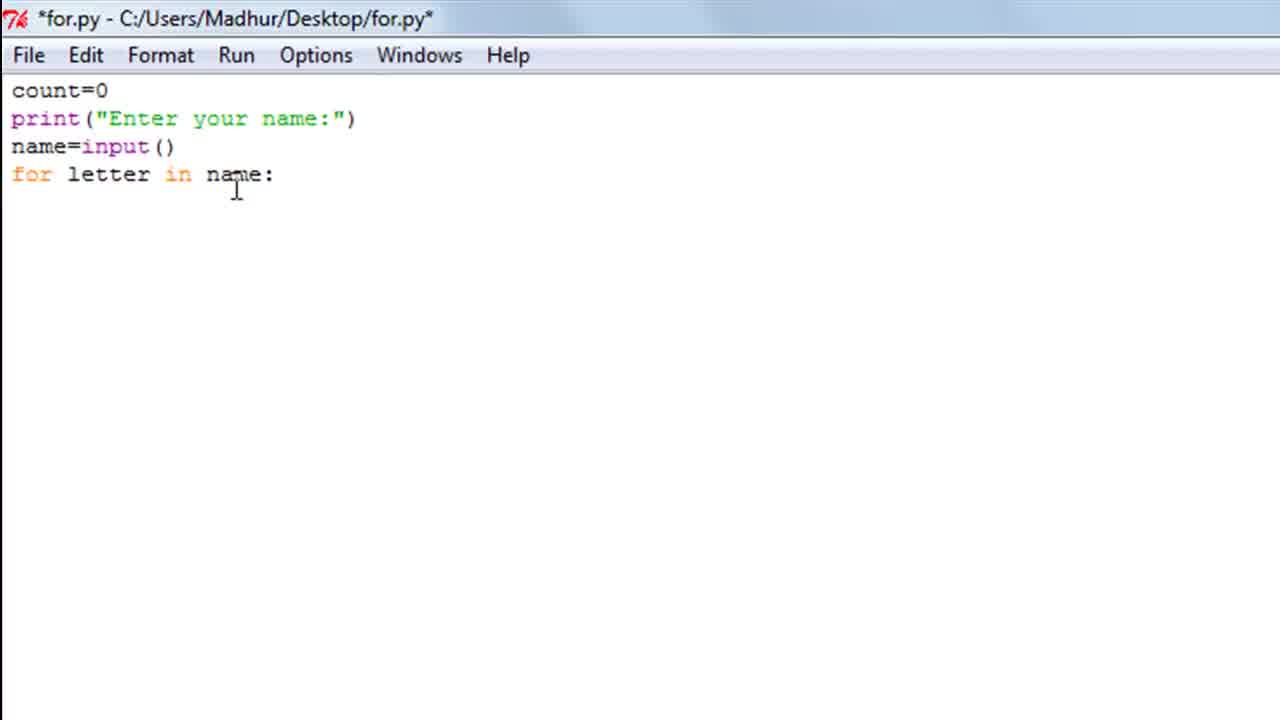 *for.py - C:/Users/Madhur/Desktop/for.py*
File Edit Format Run Options Windows Help
count=0
print("Enter your name:")
name=input()
for letter in name: